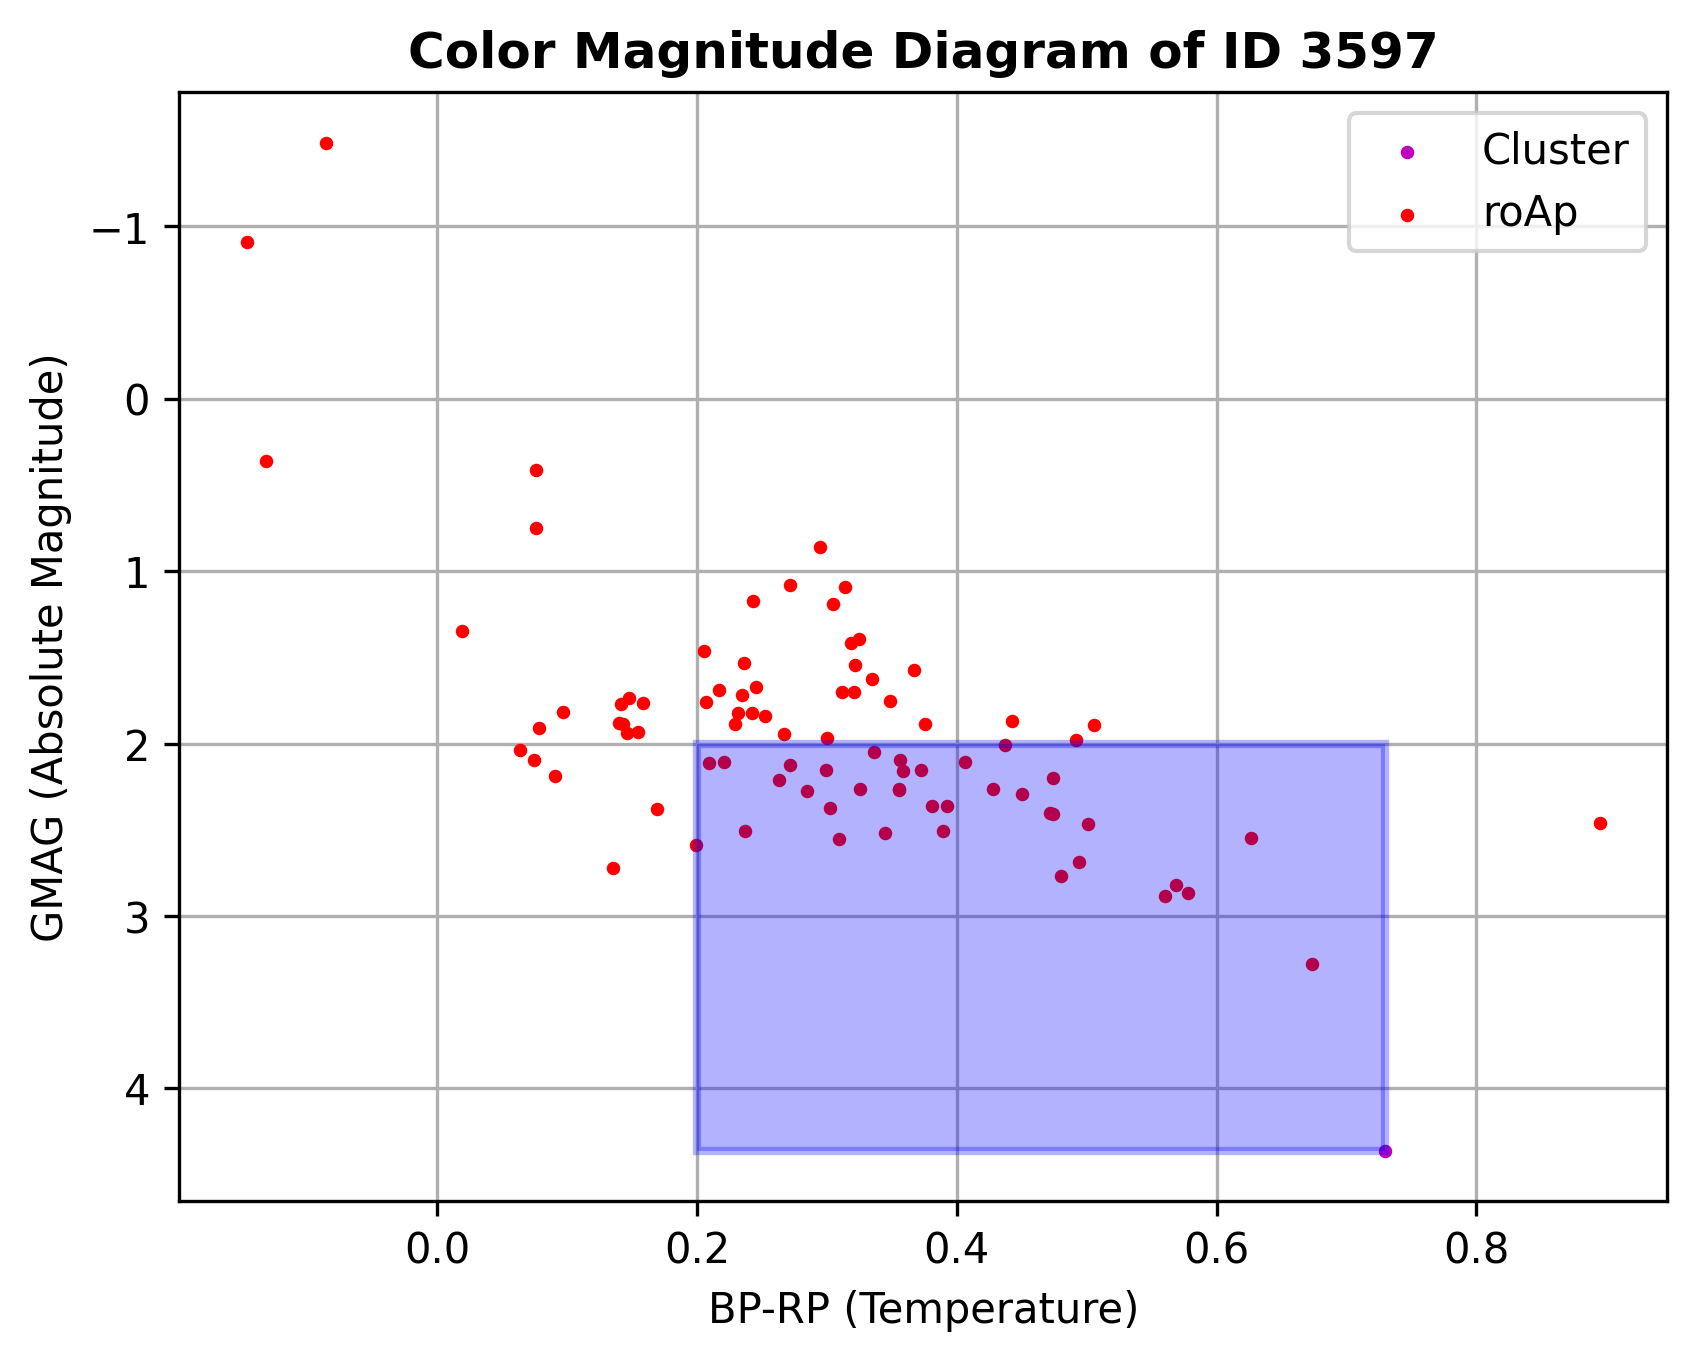 Color Magnitude Diagram of ID 3597
Cluster
roAp
−1
0
1
2
3
4
GMAG (Absolute Magnitude)
0.0 0.2 0.4 0.6 0.8
BP-RP (Temperature)